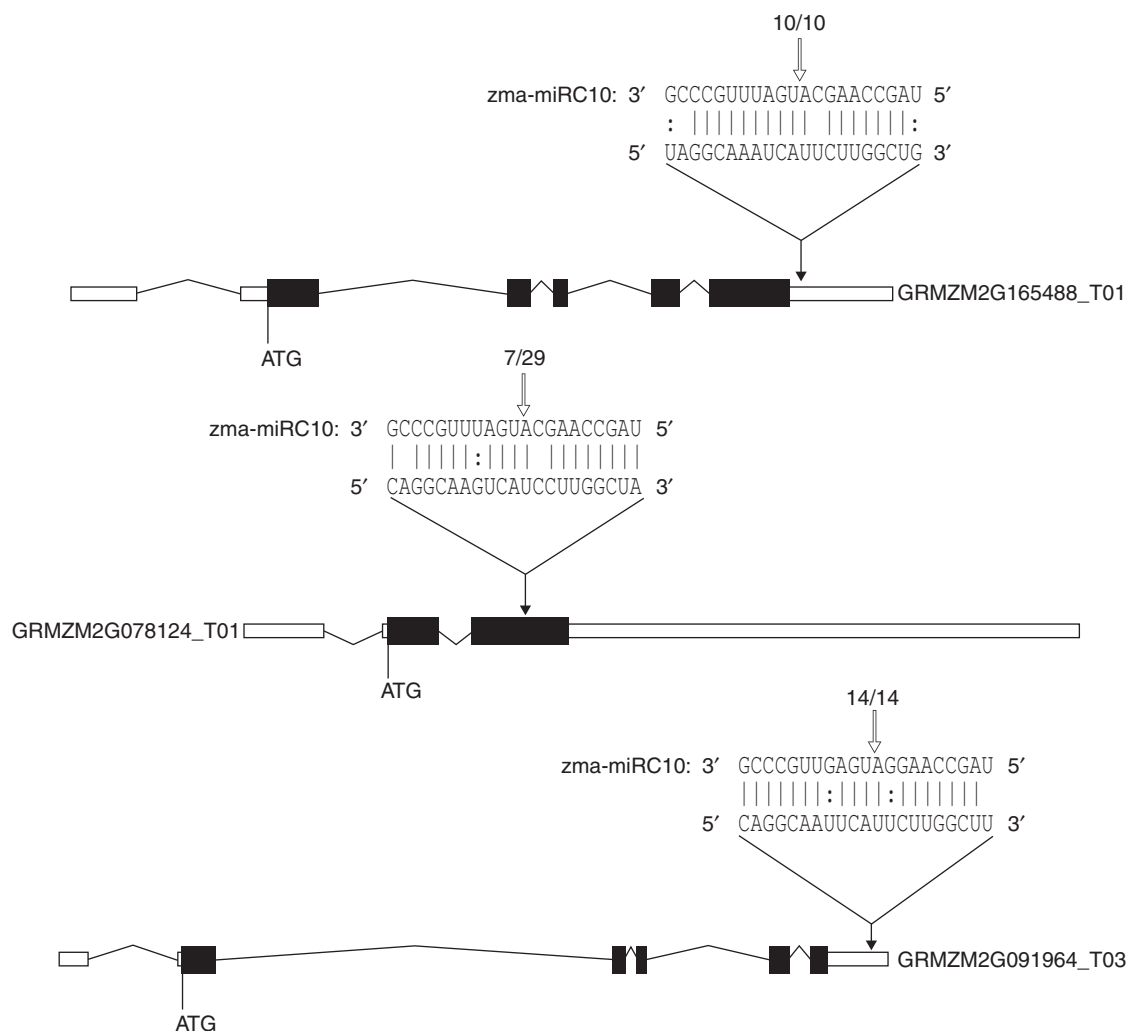 10/10
zma-miRC10: 3′ GCCCGUUUAGUACGAACCGAU 5′
: |||||||||| |||||||:
5′ UAGGCAAAUCAUUCUUGGCUG 3′
GRMZM2G165488_T01
ATG
7/29
zma-miRC10: 3′ GCCCGUUUAGUACGAACCGAU 5′
| |||||:|||| |||||||||
5′ CAGGCAAGUCAUCCUUGGCUA 3′
GRMZM2G078124_T01
ATG
14/14
zma-miRC10: 3′ GCCCGUUGAGUAGGAACCGAU 5′
|||||||:||||:|||||||
5′ CAGGCAAUUCAUUCUUGGCUU 3′
GRMZM2G091964_T03
ATG